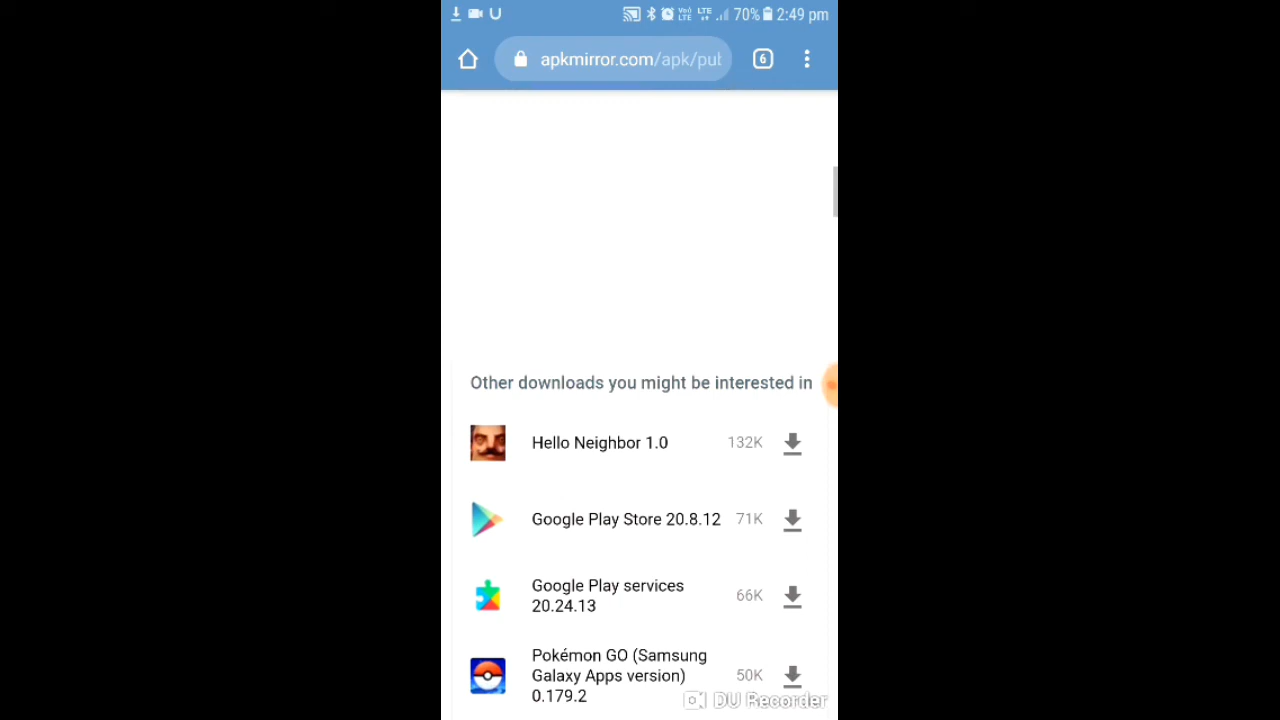 70% 2:49 pm
apkmirror.com/apk/pub
6
Other downloads you might be interested in
Hello Neighbor 1.0 132K
Google Play Store 20.8.12 71K
Google Play services
20.24.13
66K
Pokémon GO (Samsung
Galaxy Apps version)
0.179.2
50K
DU Recorder